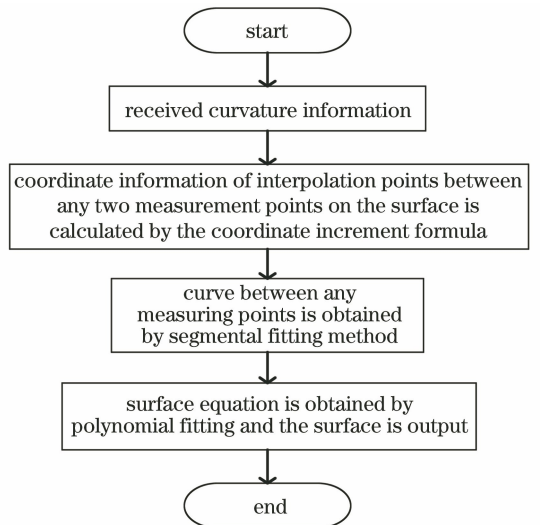 start
received curvature information
coordinate information of interpolation points between
any two measurement points on the surface is
calculated by the coordinate increment formula
curve between any
measuring points is obtained
by segmental fitting method
surface equation is obtained by
polynomial fitting and the surface is output
end